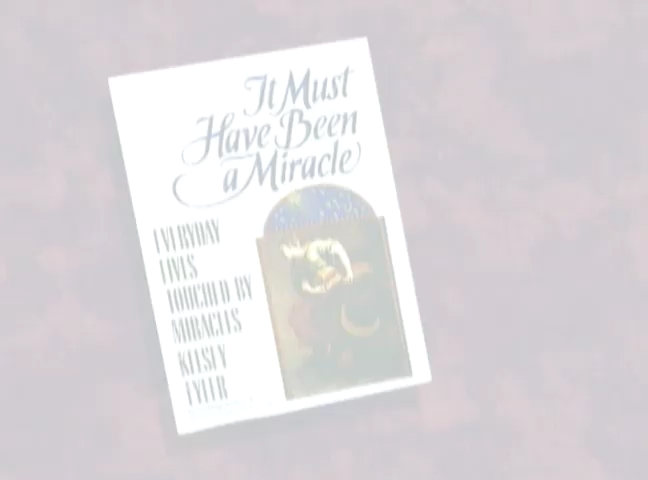 It Must
Have Been
a Miracle
EVERYDAY
LIVES
TOUCHED BY
MIRACLES
KELSEY
TYLER